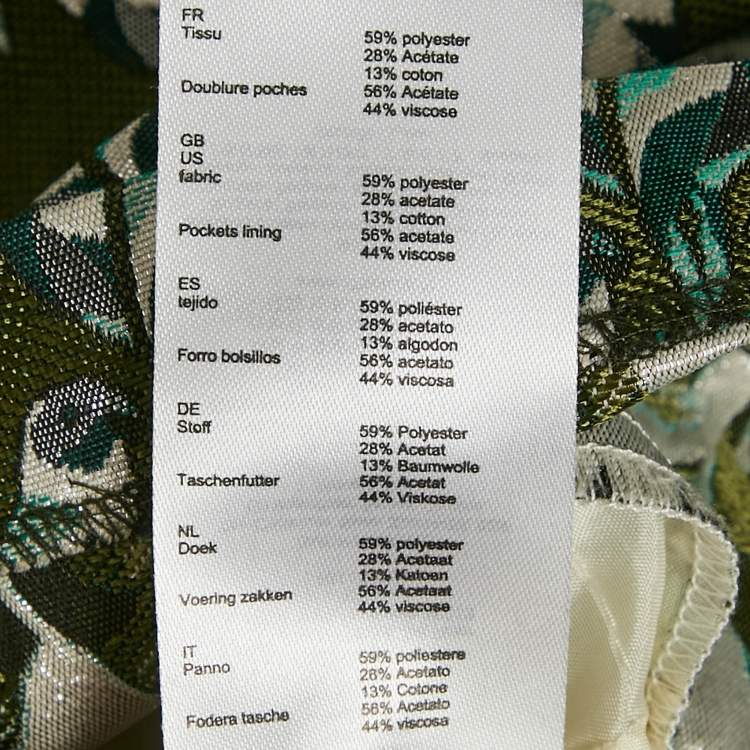 FR
Tissu
59% polyester
28% Acétate
13% coton
Doublure poches
56% Acétate
44% viscose
GB
US
fabric
59% polyester
28% acetate
13% cotton
Pockets lining
56% acetate
44% viscose
ES
tejido
59% poliéster
28% acetato
13% algodon
Forro bolsillos
56% acetato
44% viscosa
DE
Stoff
59% Polyester
28% Acetat
13% Baumwolle
Taschenfutter
56% Acetat
44% Viskose
NL
Doek
59% polyester
28% Acetaat
13% Katoen
Voering zakken
56% Acetaat
44% viscose
IT
Panno
59% poliestere
28% Acetato
13% Cotone
Fodera tasche
56% Acetato
44% viscosa